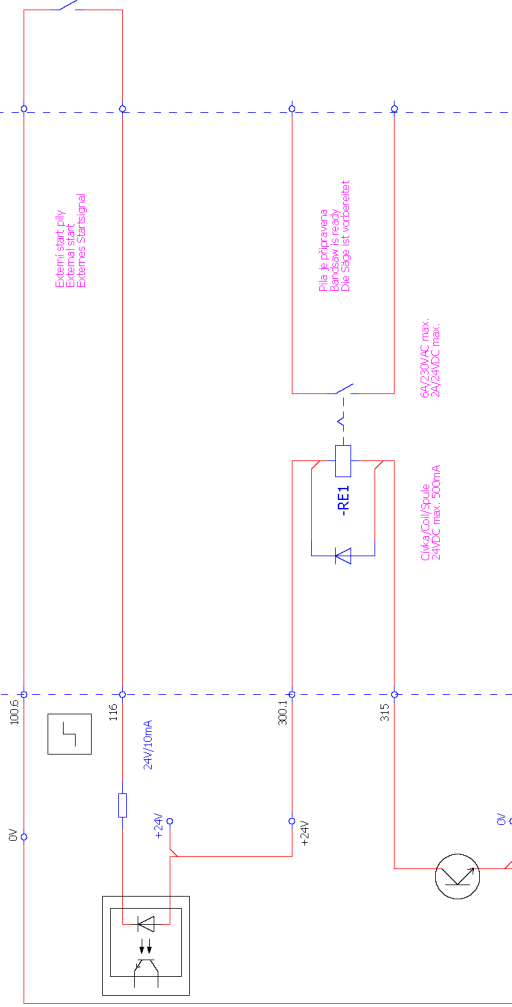 Externí start pily
External start
Externes Startsignal
Pila je připravena
Bandsaw is ready
Die Säge ist vorbereitet
6A/230VAC max.
2A/24VDC max.
-RE1
Cívka/Coil/Spule
24VDC max. 500mA
100.6
116
300.1
315
24V/10mA
0V
+24V
+24V
0V